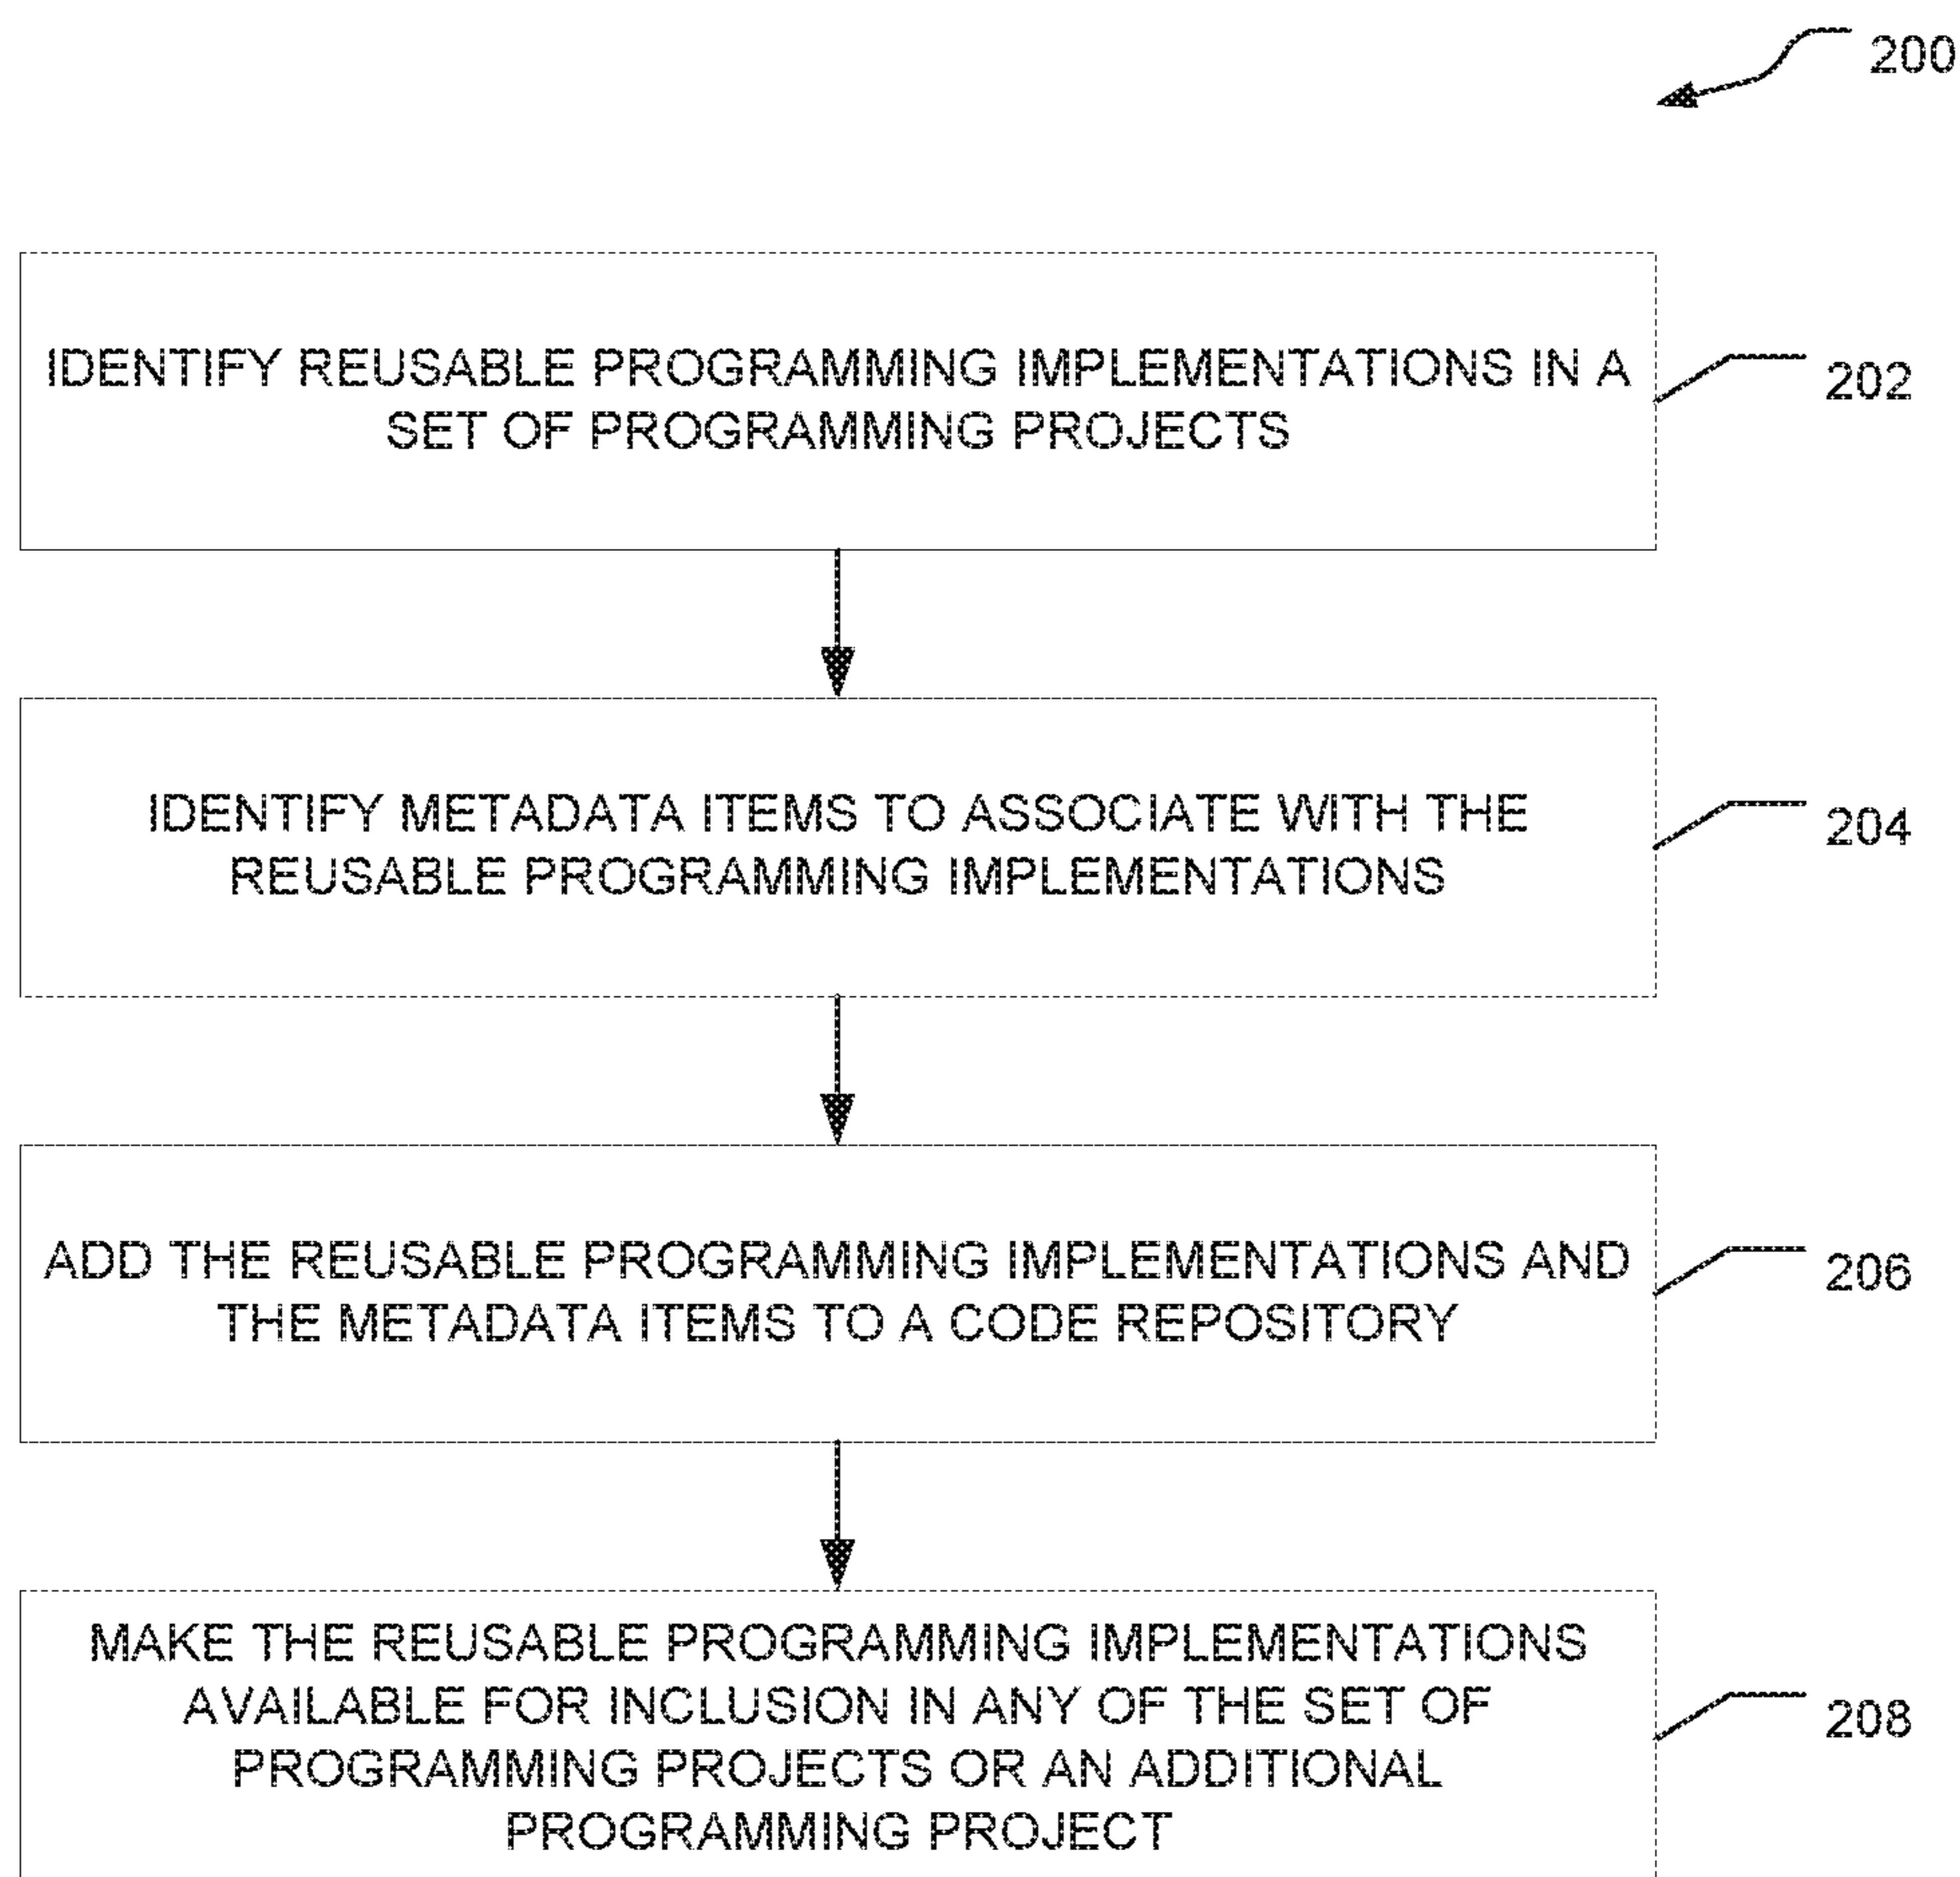 200
IDENTIFY REUSABLE PROGRAMMING IMPLEMENTATIONS IN A
SET OF PROGRAMMING PROJECTS
202
IDENTIFY METADATA ITEMS TO ASSOCIATE WITH THE
REUSABLE PROGRAMMING IMPLEMENTATIONS
204
ADD THE REUSABLE PROGRAMMING IMPLEMENTATIONS AND
THE METADATA ITEMS TO A CODE REPOSITORY
206
MAKE THE REUSABLE PROGRAMMING IMPLEMENTATIONS
AVAILABLE FOR INCLUSION IN ANY OF THE SET OF
PROGRAMMING PROJECTS OR AN ADDITIONAL
PROGRAMMING PROJECT
208